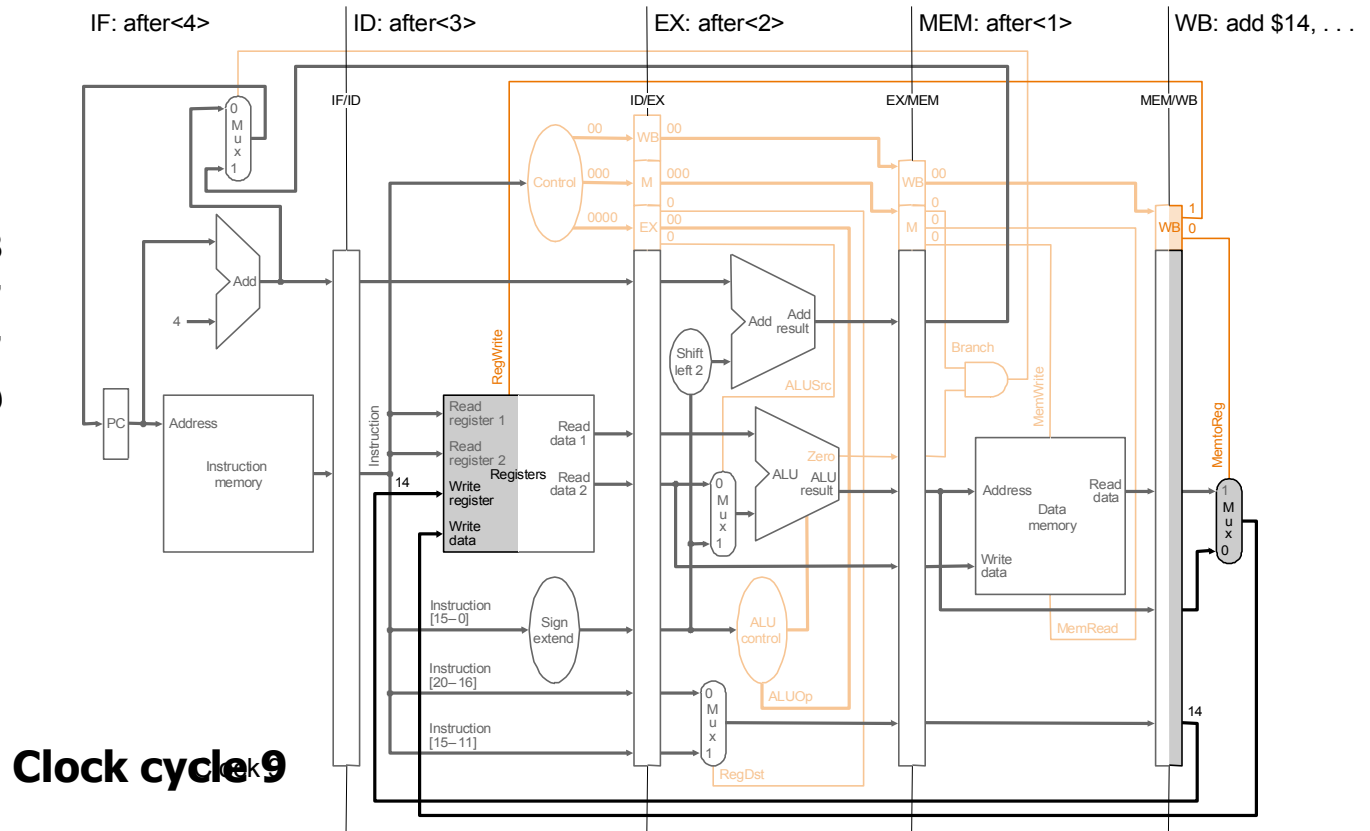 IF: after<4>
ID: after<3>
EX: after<2>
MEM: after<1>
WB: add $14, . . .
IF/ID
ID/EX
EX/MEM
MEM/WB
0
M
u
x
1
Control
00
000
0000
WB
M
EX
00
000
0
00
0
WB
M
00
0
0
0
WB
1
0
Add
4
RegWrite
Shift
left 2
Add
Add
result
Branch
ALUSrc
MemWrite
MemtoReg
PC
Address
Instruction
memory
Instruction
Read
register 1
Read
register 2
Registers
Write
register
Write
data
Read
data 1
Read
data 2
14
0
M
u
x
1
ALU
Zero
ALU
result
Address
Read
data
Data
memory
Write
data
1
M
u
x
0
Instruction
[15–0]
Sign
extend
ALU
control
MemRead
Instruction
[20–16]
ALUOp
0
M
u
x
1
Instruction
[15–11]
RegDst
14
Clock cycle 9